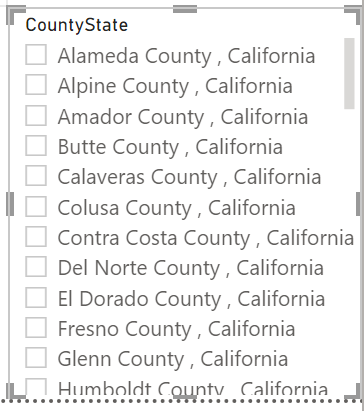 CountyState
Alameda County , California
Alpine County , California
Amador County , California
Butte County , California
Calaveras County , California
Colusa County , California
Contra Costa County , California
Del Norte County , California
El Dorado County , California
Fresno County , California
Glenn County , California
Humboldt County , California